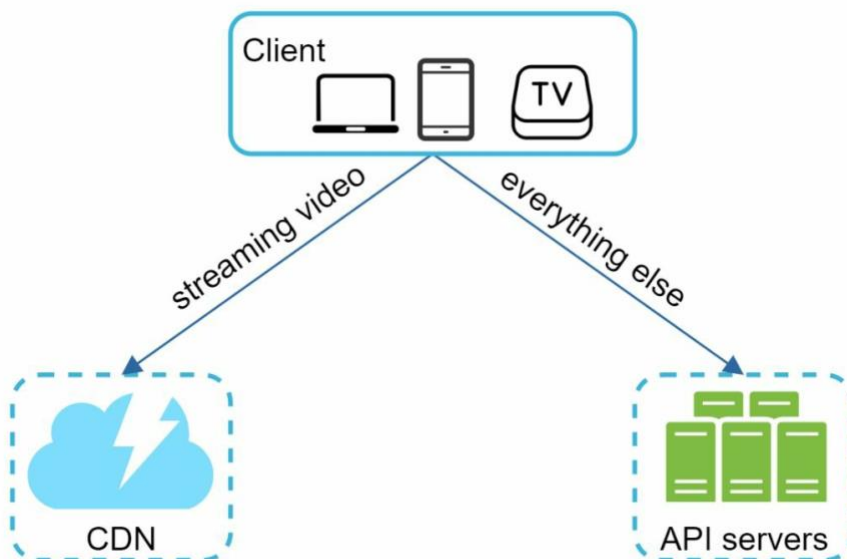 Client
TV
streaming video
everything else
CDN
API servers